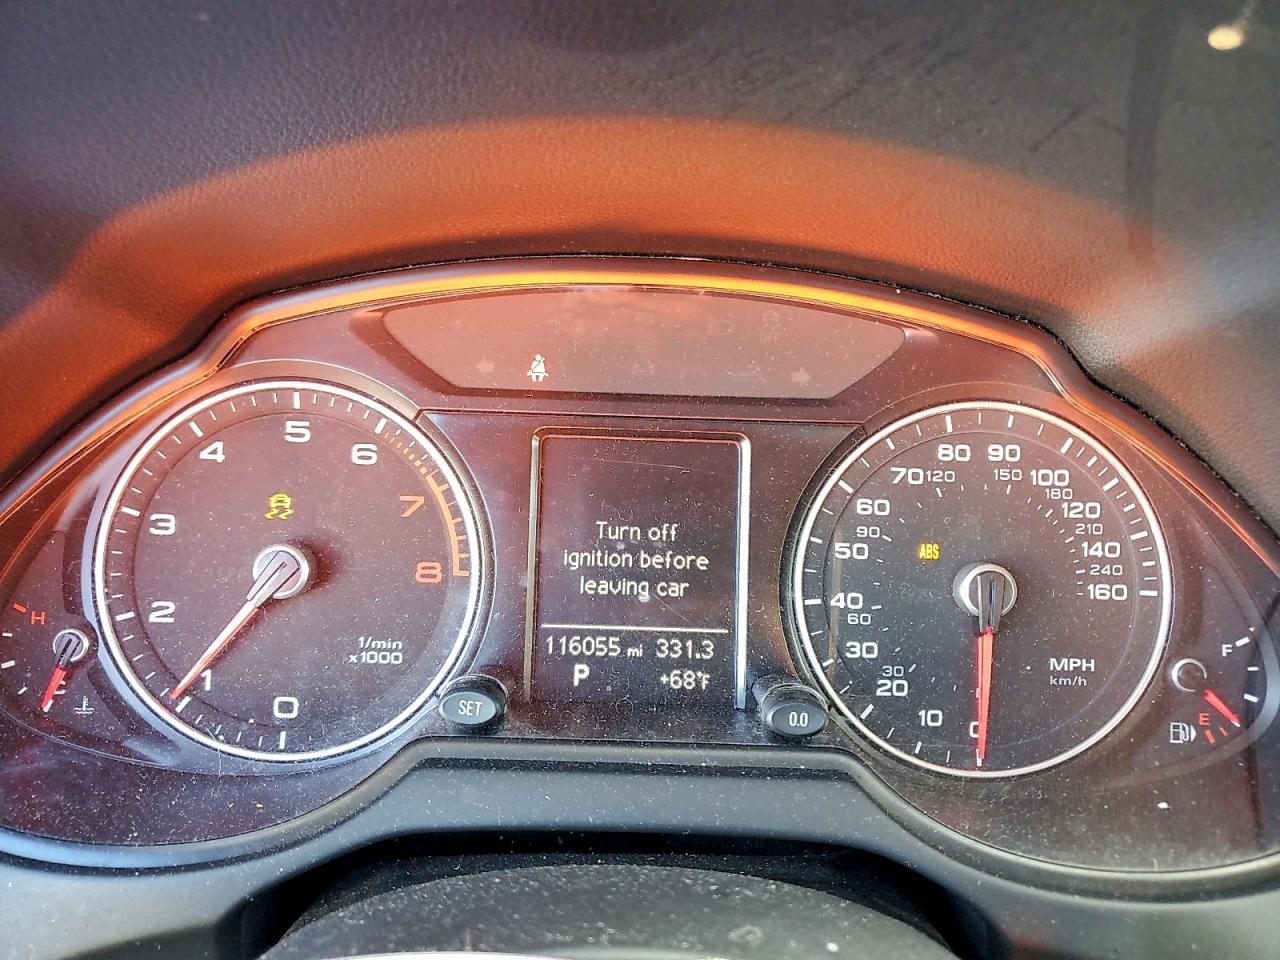 OFF
5
4
6
3
7
2
8
1
0
1/min
x1000
H
C
Turn off
ignition before
leaving car
116055 mi 331.3
P +68°F
SET
0.0
80 90
70 120 150 100
180
60 120
90 210
50 ABS 140
240
40 160
60
30
30
20
10
0
MPH
km/h
F
E